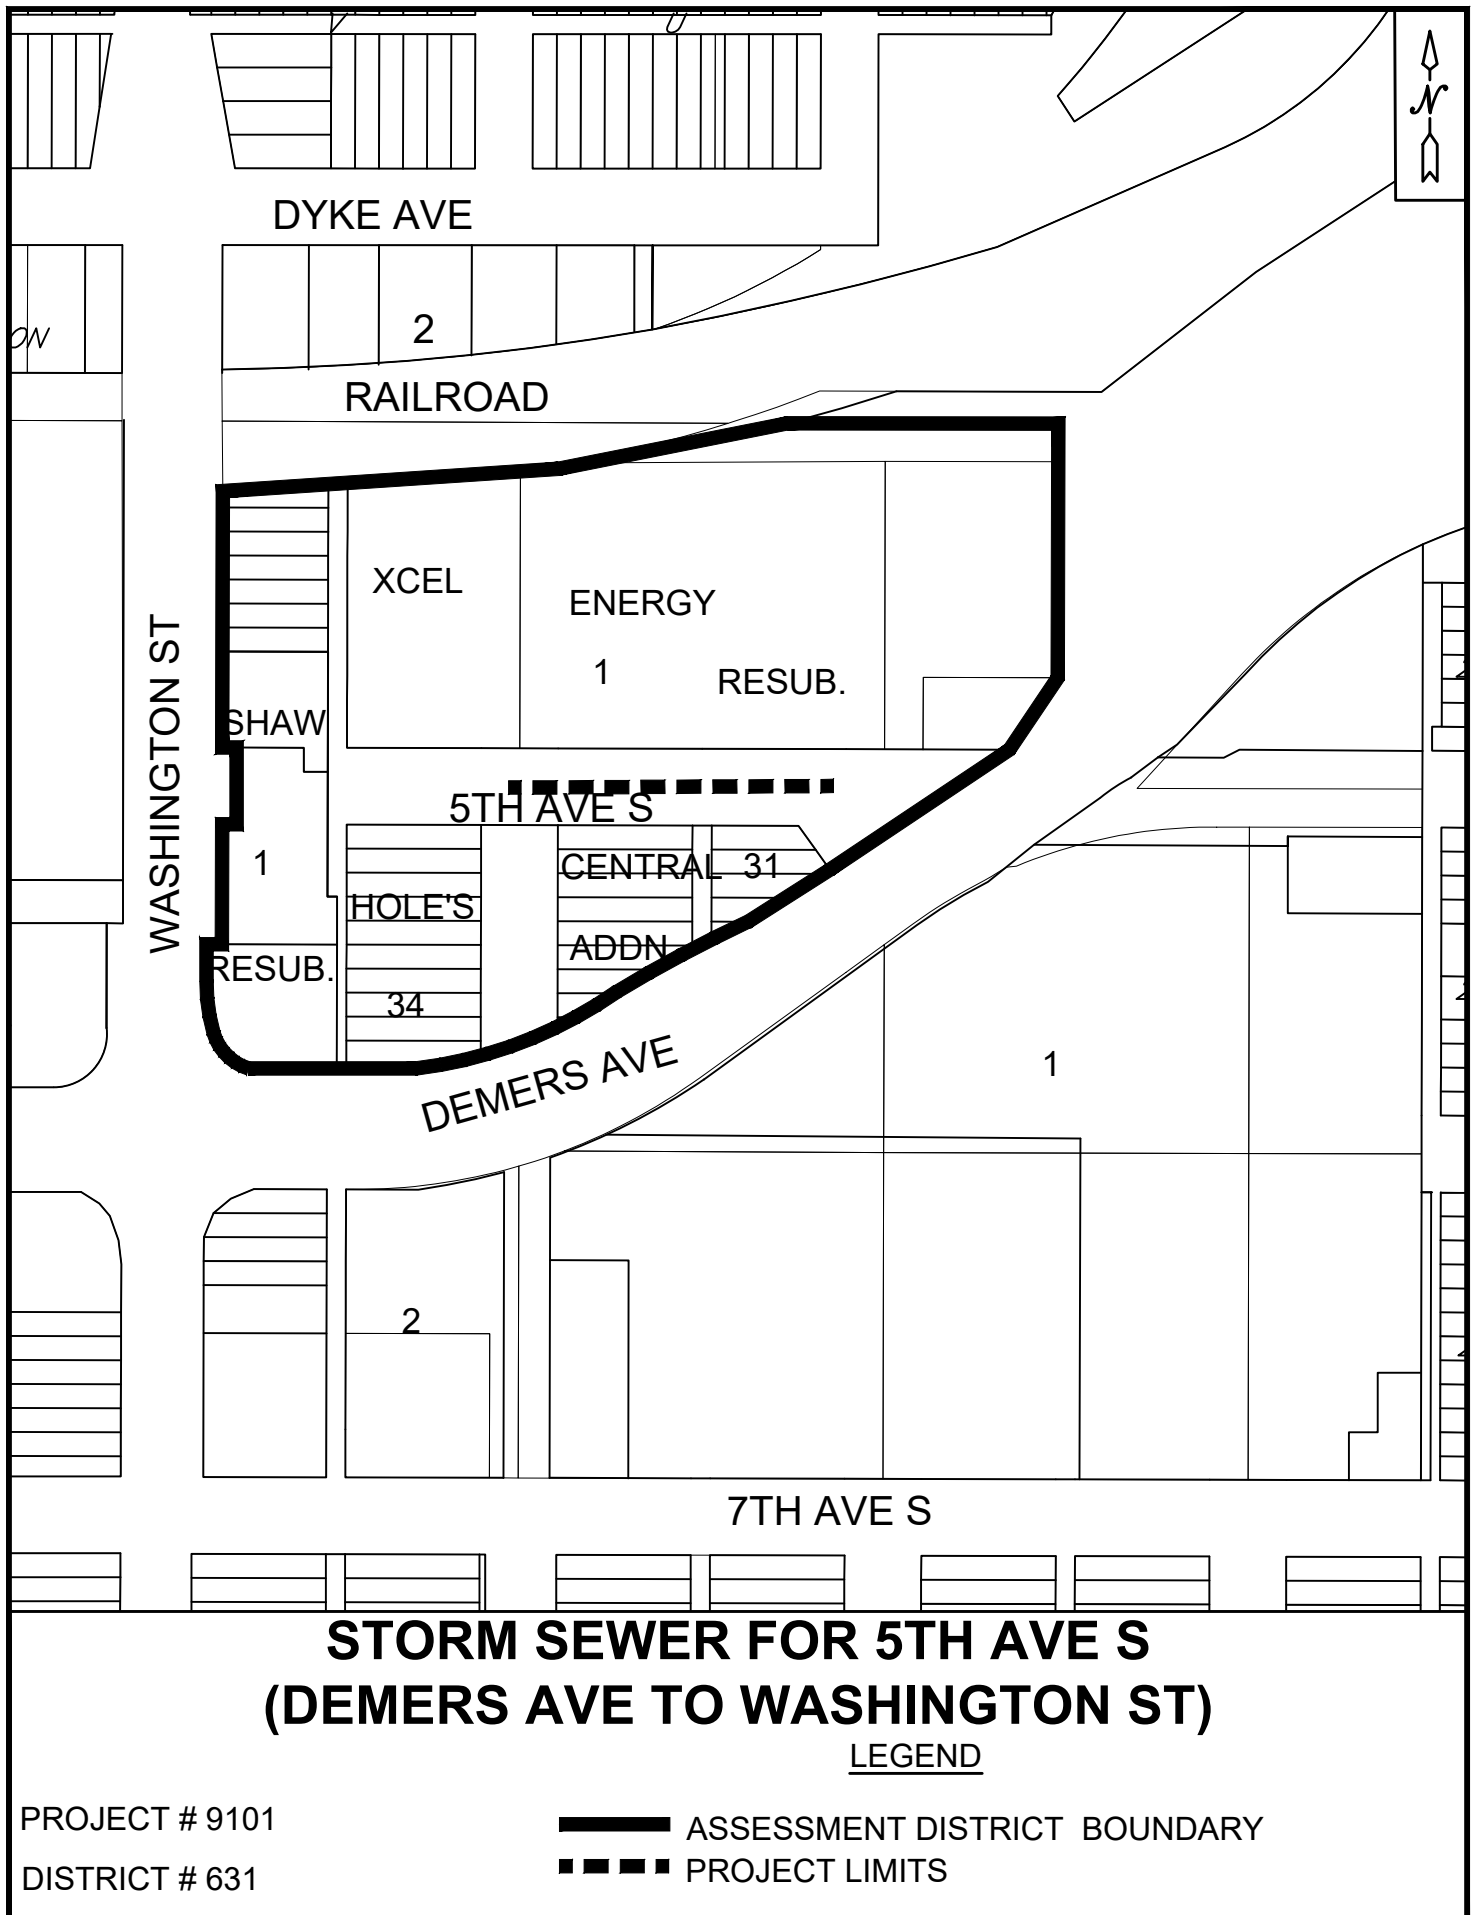 N
DYKE AVE
2
ON
RAILROAD
XCEL
ENERGY
1
RESUB.
WASHINGTON ST
SHAW
5TH AVE S
1
CENTRAL 31
HOLE'S
ADDN
RESUB.
34
DEMERS AVE
1
2
7TH AVE S
STORM SEWER FOR 5TH AVE S
(DEMERS AVE TO WASHINGTON ST)
LEGEND
PROJECT # 9101
ASSESSMENT DISTRICT BOUNDARY
PROJECT LIMITS
DISTRICT # 631